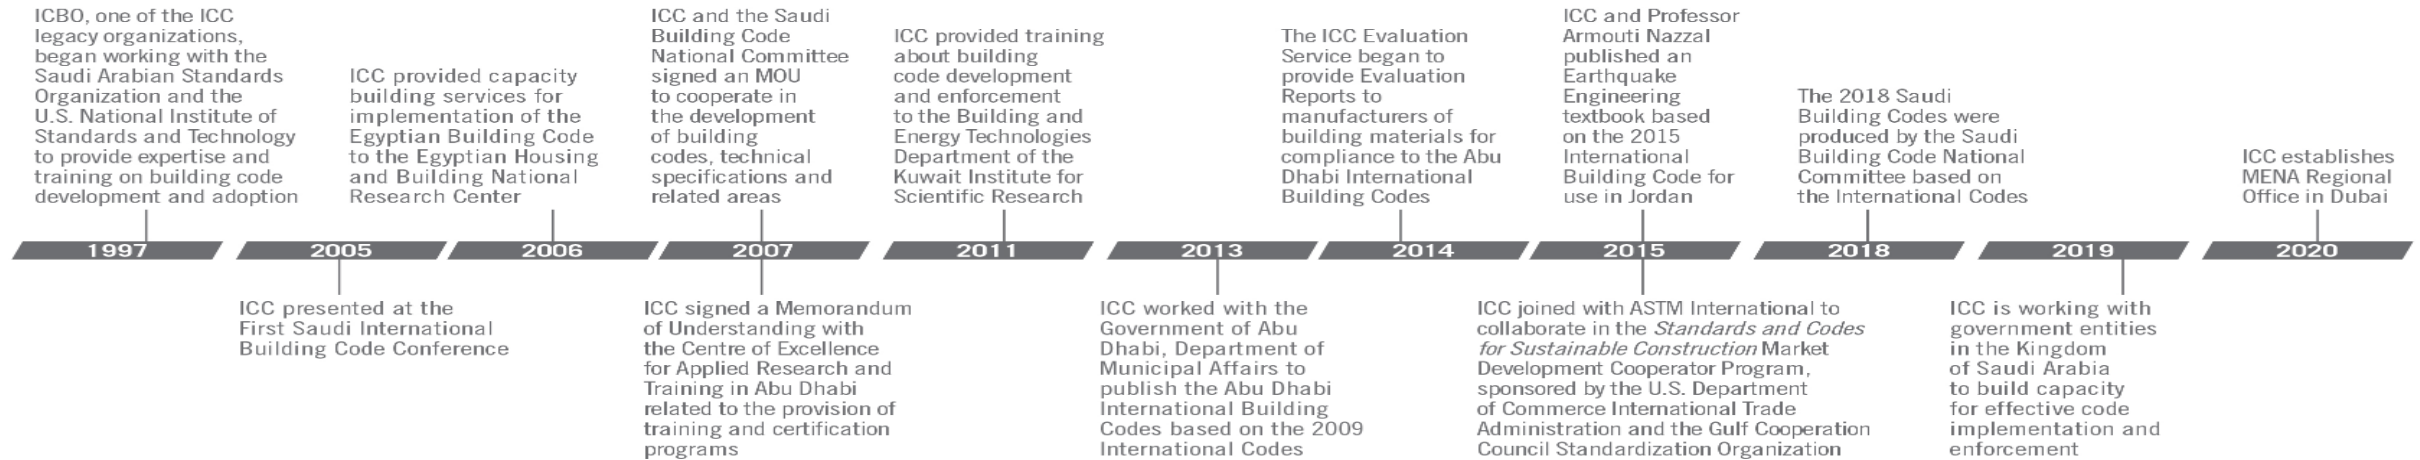 ICBO, one of the ICC
legacy organizations,
began working with the
Saudi Arabian Standards
Organization and the
U.S. National Institute of
Standards and Technology
to provide expertise and
training on building code
development and adoption
ICC provided capacity
building services for
implementation of the
Egyptian Building Code
to the Egyptian Housing
and Building National
Research Center
ICC and the Saudi
Building Code
National Committee
signed an MOU
to cooperate in
the development
of building
codes, technical
specifications and
related areas
ICC provided training
about building
code development
and enforcement
to the Building and
Energy Technologies
Department of the
Kuwait Institute for
Scientific Research
The ICC Evaluation
Service began to
provide Evaluation
Reports to
manufacturers of
building materials for
compliance to the Abu
Dhabi International
Building Codes
ICC and Professor
Armouti Nazzal
published an
Earthquake
Engineering
textbook based
on the 2015
International
Building Code for
use in Jordan
The 2018 Saudi
Building Codes were
produced by the Saudi
Building Code National
Committee based on
the International Codes
ICC establishes
MENA Regional
Office in Dubai
1997 2005 2006 2007 2011 2013 2014 2015 2018 2019 2020
ICC presented at the
First Saudi International
Building Code Conference
ICC signed a Memorandum
of Understanding with
the Centre of Excellence
for Applied Research and
Training in Abu Dhabi
related to the provision of
training and certification
programs
ICC worked with the
Government of Abu
Dhabi, Department of
Municipal Affairs to
publish the Abu Dhabi
International Building
Codes based on the 2009
International Codes
ICC joined with ASTM International to
collaborate in the Standards and Codes
for Sustainable Construction Market
Development Cooperator Program,
sponsored by the U.S. Department
of Commerce International Trade
Administration and the Gulf Cooperation
Council Standardization Organization
ICC is working with
government entities
in the Kingdom
of Saudi Arabia
to build capacity
for effective code
implementation and
enforcement